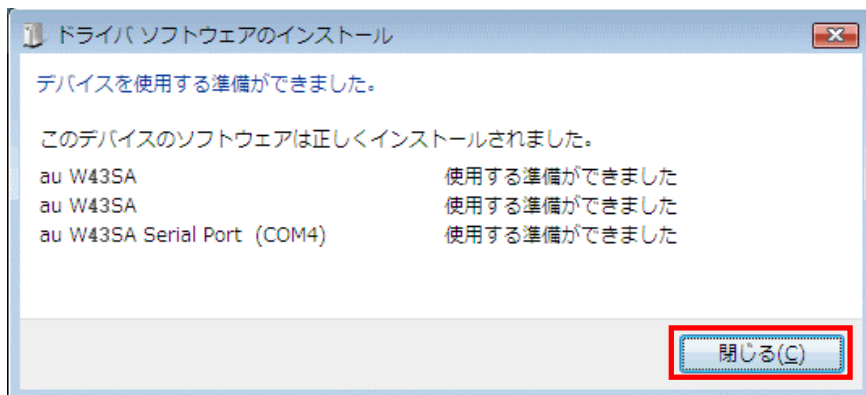 ドライバ ソフトウェアのインストール
デバイスを使用する準備ができました。
このデバイスのソフトウェアは正しくインストールされました。
au W43SA 使用する準備ができました
au W43SA 使用する準備ができました
au W43SA Serial Port (COM4) 使用する準備ができました
閉じる(C)